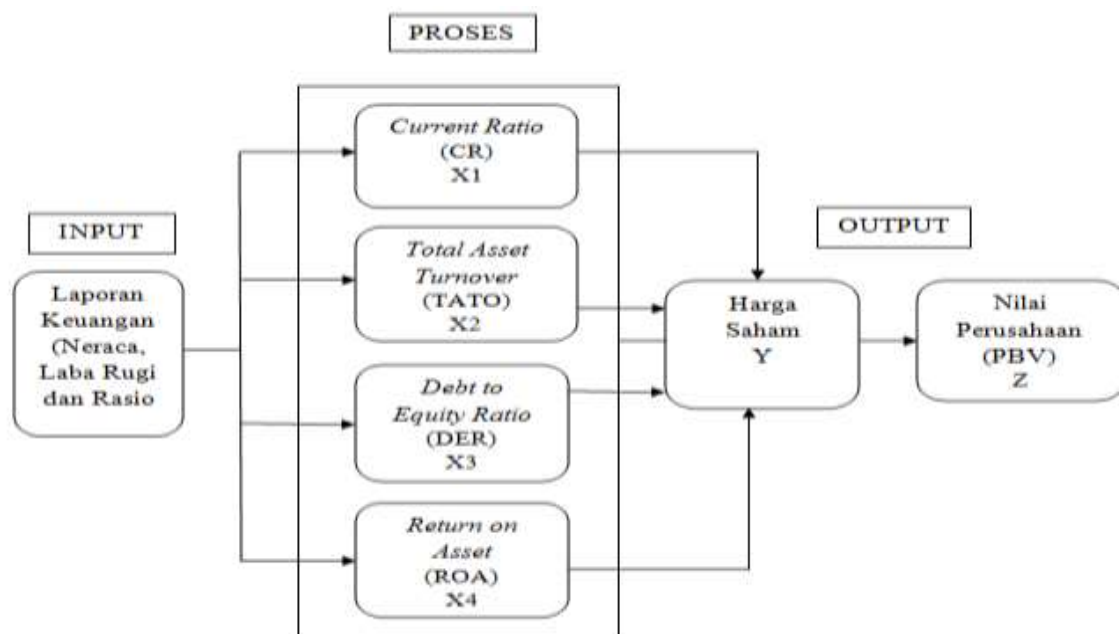 PROSES
Current Ratio
(CR)
X1
INPUT
Laporan
Keuangan
(Neraca,
Laba Rugi
dan Rasio
Total Asset
Turnover
(TATO)
X2
Debt to
Equity Ratio
(DER)
X3
Return on
Asset
(ROA)
X4
OUTPUT
Harga
Saham
Y
Nilai
Perusahaan
(PBV)
Z